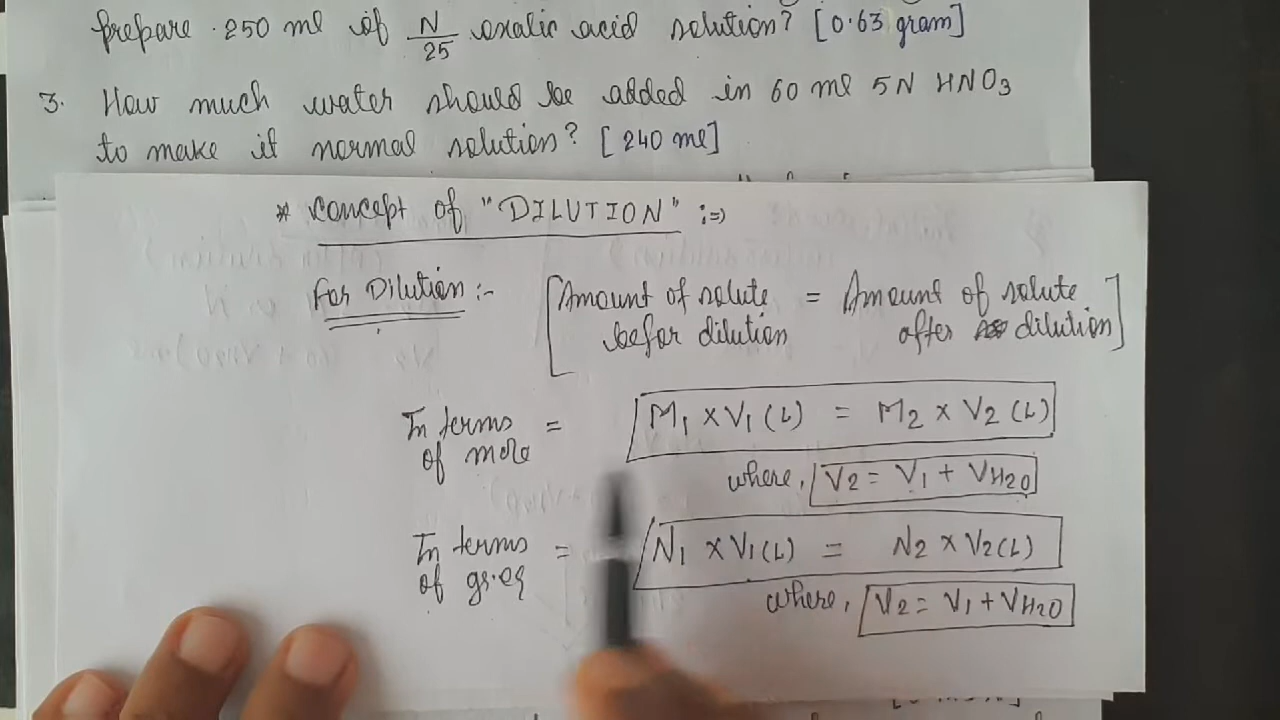 prepare 250 ml of N/25 oxalic acid solution? [0.63 gram]
3. How much water should be added in 60 ml 5N HNO3
to make it normal solution? [240 ml]
* Concept of "DILUTION" :⇒
For Dilution :- [Amount of solute = Amount of solute
befor dilution after dilution]
In terms = M1 × V1(L) = M2 × V2(L)
of mole
where, V2 = V1 + VH2O
In terms = N1 × V1(L) = N2 × V2(L)
of gr.eq
where, V2 = V1 + VH2O